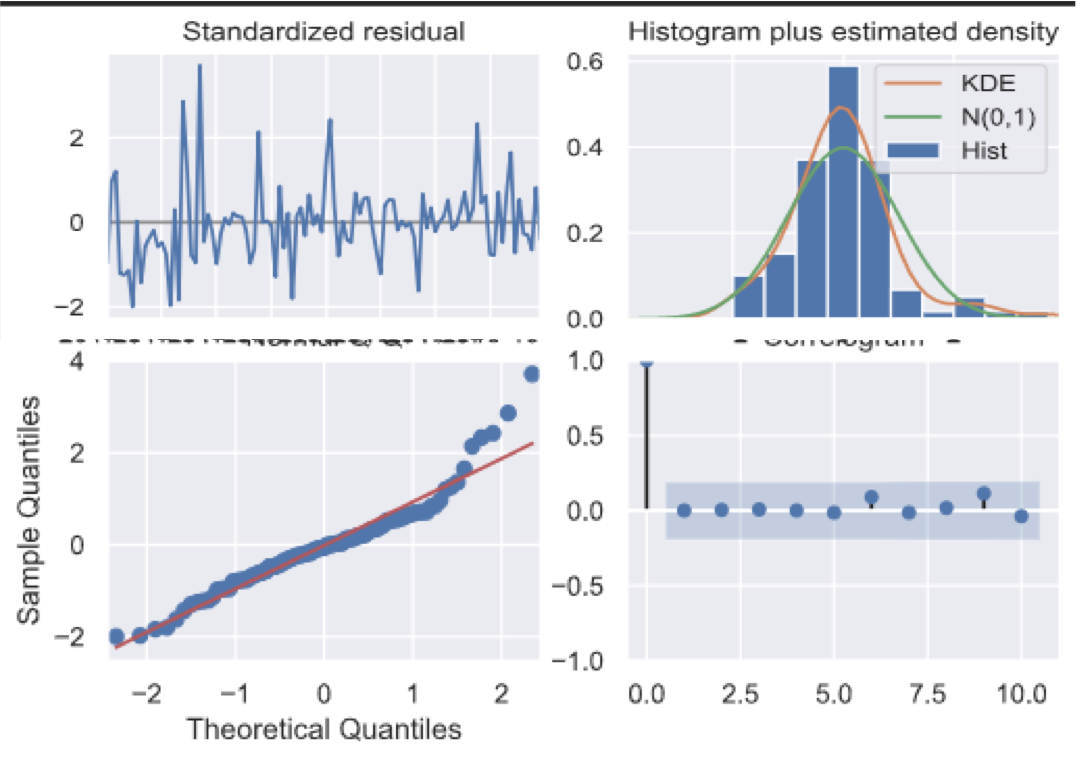 Standardized residual
Histogram plus estimated density
2
0
−2
0.6
0.4
0.2
0.0
KDE
N(0,1)
Hist
Correlogram
4
2
0
−2
Sample Quantiles
−2 −1 0 1 2
Theoretical Quantiles
1.0
0.5
0.0
−0.5
−1.0
0.0 2.5 5.0 7.5 10.0